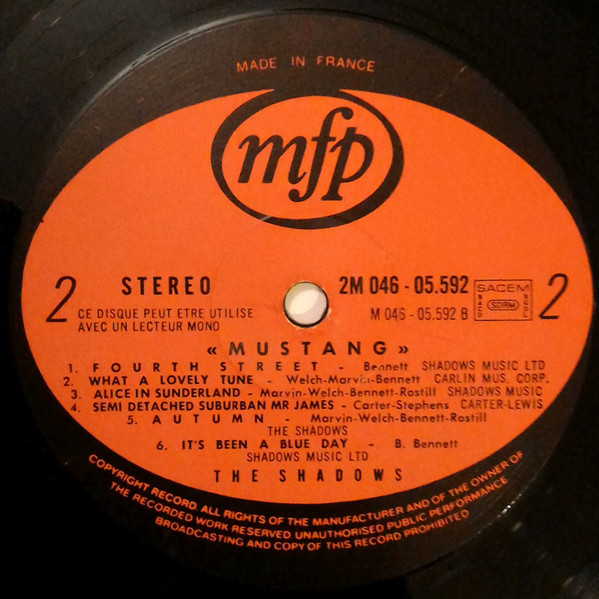 MADE IN FRANCE
mfp
2 STEREO 2M 046 - 05.592 SACEM 2
CE DISQUE PEUT ETRE UTILISE M 046 - 05.592 B SACD SDRM SGDL
AVEC UN LECTEUR MONO
« MUSTANG »
1. FOURTH STREET - Bennett SHADOWS MUSIC LTD
2. WHAT A LOVELY TUNE - Welch-Marvin-Bennett CARLIN MUS. CORP.
3. ALICE IN SUNDERLAND - Marvin-Welch-Bennett-Rostill SHADOWS MUSIC
4. SEMI DETACHED SUBURBAN MR JAMES - Carter-Stephens CARTER-LEWIS
5. AUTUMN - Marvin-Welch-Bennett-Rostill
THE SHADOWS
6. IT'S BEEN A BLUE DAY - B. Bennett
SHADOWS MUSIC LTD
THE SHADOWS
COPYRIGHT RECORD. ALL RIGHTS OF THE MANUFACTURER AND OF THE OWNER OF
THE RECORDED WORK RESERVED UNAUTHORISED PUBLIC PERFORMANCE
BROADCASTING AND COPY OF THIS RECORD PROHIBITED